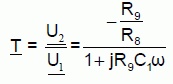 T = U₂ / U₁ = (− R₉ / R₈) / (1 + jR₉C₁ω)